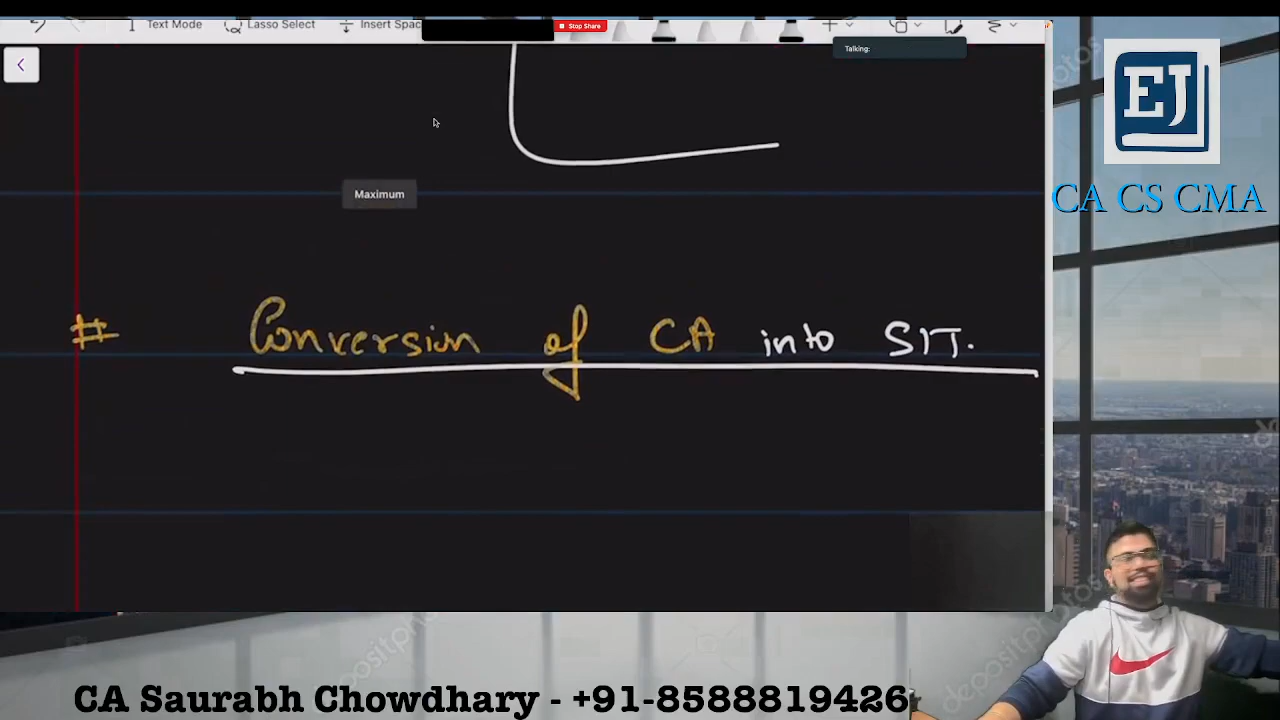 Text Mode Lasso Select Insert Spac
Stop Share
Talking:
Maximum
# Conversion of CA into SIT.
EJ
CA CS CMA
depositphotos
CA Saurabh Chowdhary - +91-8588819426